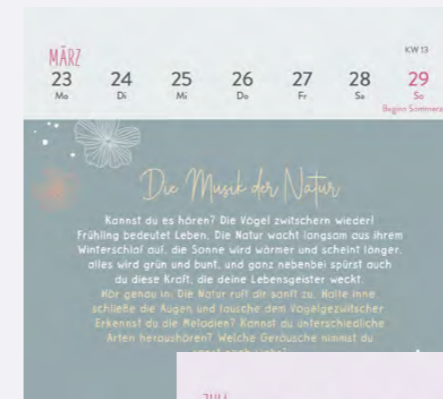 KW 13
MÄRZ
23 24 25 26 27 28 29
Mo Di Mi Do Fr Sa So
Beginn Sommerze
Die Musik der Natur
Kannst du es hören? Die Vögel zwitschern wieder!
Frühling bedeutet Leben. Die Natur wacht langsam aus ihrem
Winterschlaf auf, die Sonne wird wärmer und scheint länger,
alles wird grün und bunt, und ganz nebenbei spürst auch
du diese Kraft, die deine Lebensgeister weckt.
Hör genau in: Die Natur ruft dir sanft zu. Halte inne,
schließe die Augen und lausche dem Vogelgezwitscher.
Erkennst du die Melodien? Kannst du unterschiedliche
Arten heraushören? Welche Geräusche nimmst du
JULI